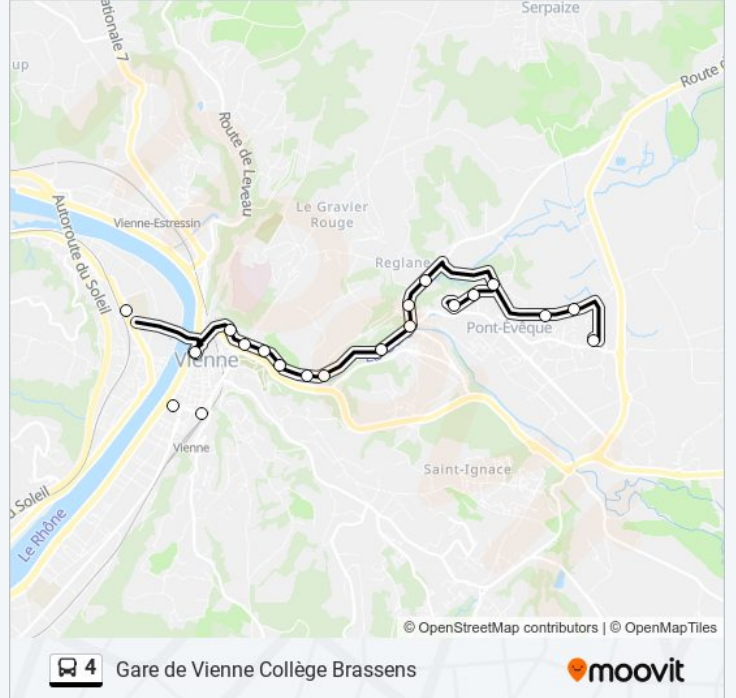 Serpaize
ationale 7
up
Route d
Route de Leveau
Le Gravier
Rouge
Autoroute du Soleil
Vienne-Estressin
Reglane
Pont-Évêque
Vienne
Vienne
Saint-Ignace
u Soleil
Le Rhône
© OpenStreetMap contributors | © OpenMapTiles
4 Gare de Vienne Collège Brassens
moovit